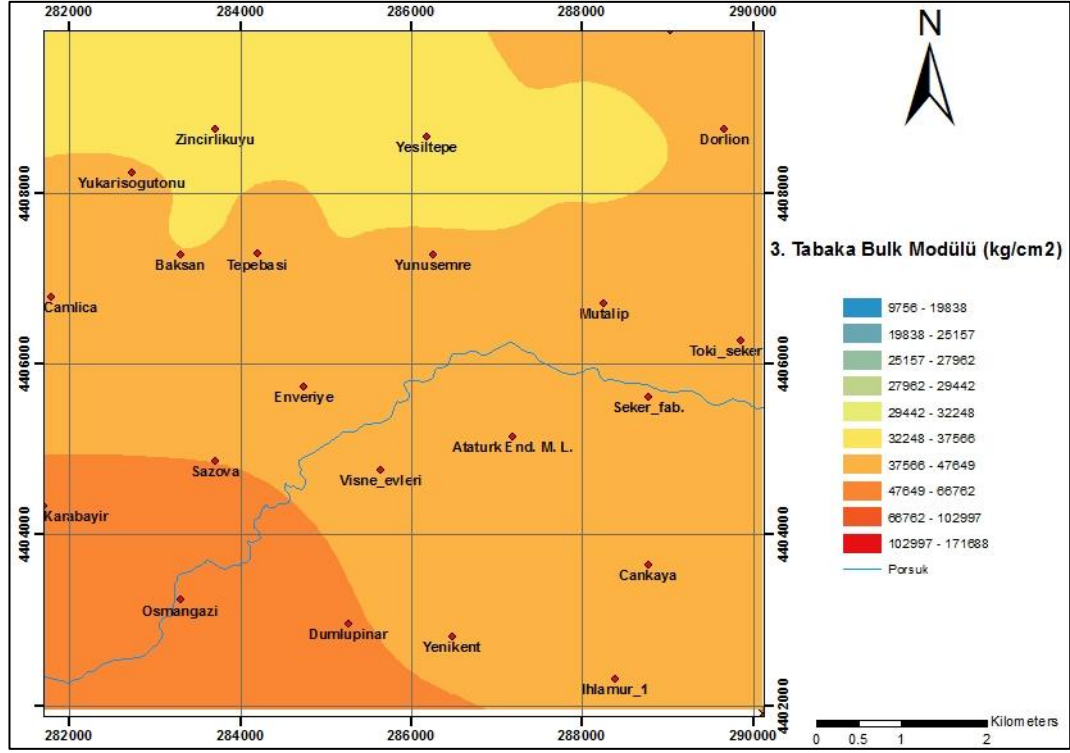 282000 284000 286000 288000 290000
N
Zincirlikuyu Yesiltepe Dorlion
Yukarisogutonu
4408000 4408000
Baksan Tepebasi Yunusemre
3. Tabaka Bulk Modülü (kg/cm2)
Camlica Mutalip
9756 - 19838
19838 - 25157
Toki_seker
4406000 4406000
25157 - 27962
27962 - 29442
Enveriye Seker_fab.
29442 - 32248
32248 - 37566
Ataturk End. M. L.
37566 - 47649
Sazova Visne_evleri
47649 - 66762
Karabayir
66762 - 102997
4404000 4404000
102997 - 171688
Porsuk
Cankaya
Osmangazi
Dumlupinar Yenikent
Ihlamur_1
4402000 4402000
Kilometers
0 0.5 1 2
282000 284000 286000 288000 290000